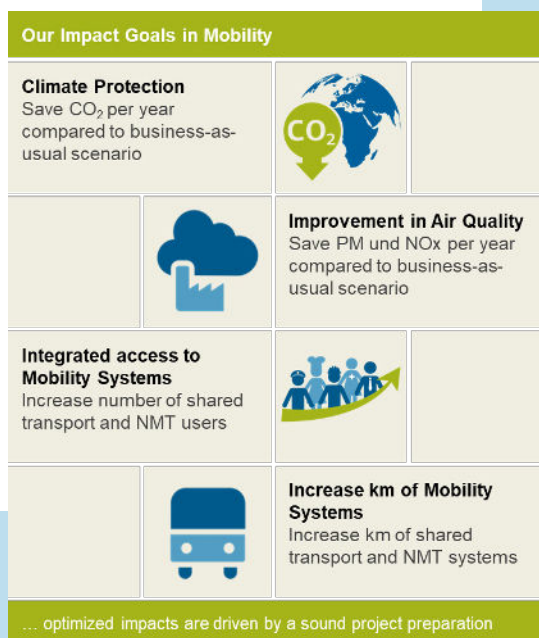 Our Impact Goals in Mobility
Climate Protection
Save CO₂ per year
compared to business-as-
usual scenario
CO₂
Improvement in Air Quality
Save PM und NOx per year
compared to business-as-
usual scenario
Integrated access to
Mobility Systems
Increase number of shared
transport and NMT users
Increase km of Mobility
Systems
Increase km of shared
transport and NMT systems
... optimized impacts are driven by a sound project preparation